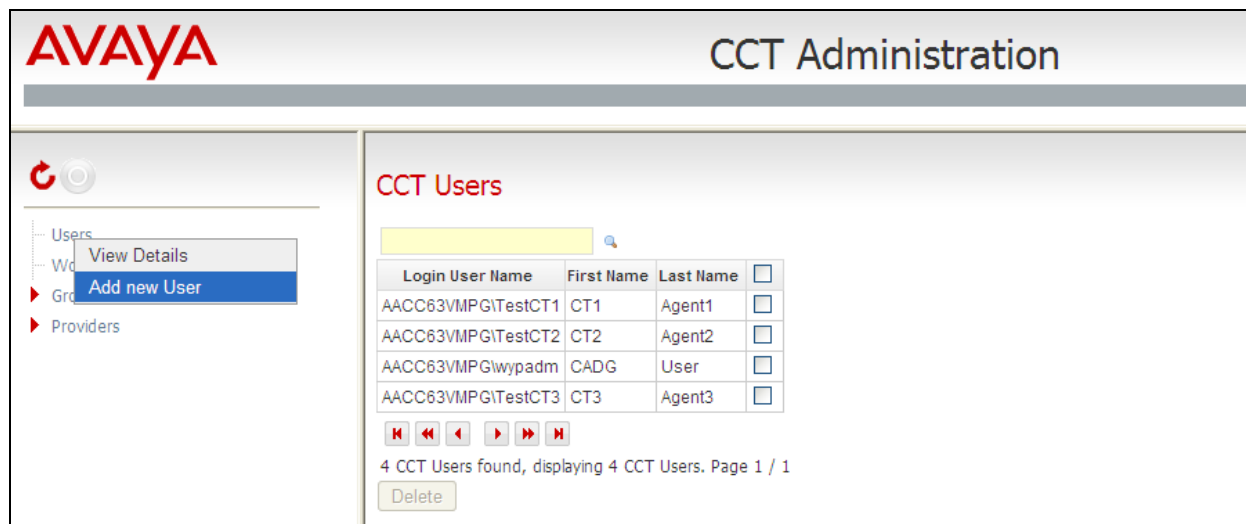 AVAYA
CCT Administration
CCT Users
Users
View Details
Add new User
Providers
Login User Name First Name Last Name
AACC63VMPG\TestCT1 CT1 Agent1
AACC63VMPG\TestCT2 CT2 Agent2
AACC63VMPG\wypadm CADG User
AACC63VMPG\TestCT3 CT3 Agent3
4 CCT Users found, displaying 4 CCT Users. Page 1 / 1
Delete